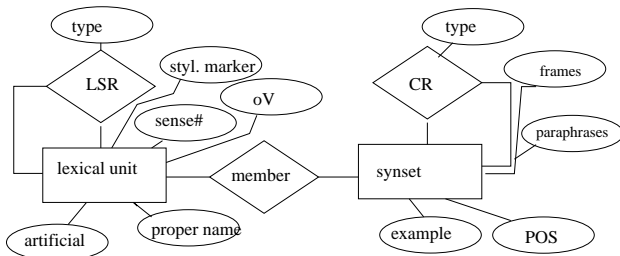 type
LSR
styl. marker
oV
sense#
lexical unit
member
artificial
proper name
type
CR
frames
paraphrases
synset
example
POS